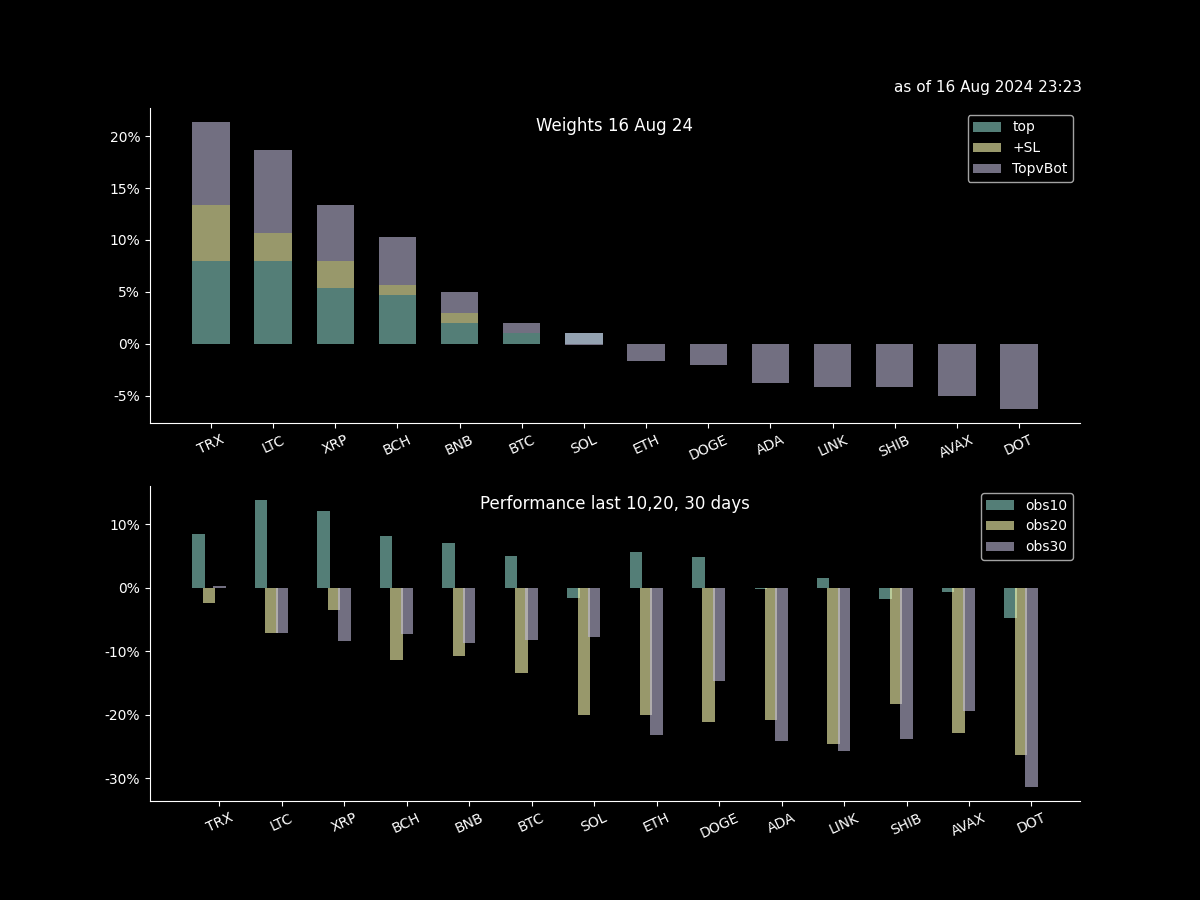 as of 16 Aug 2024 23:23
Weights 16 Aug 24
top
+SL
TopvBot
20%
15%
10%
5%
0%
-5%
TRX LTC XRP BCH BNB BTC SOL ETH DOGE ADA LINK SHIB AVAX DOT
Performance last 10,20, 30 days
obs10
obs20
obs30
10%
0%
-10%
-20%
-30%
TRX LTC XRP BCH BNB BTC SOL ETH DOGE ADA LINK SHIB AVAX DOT